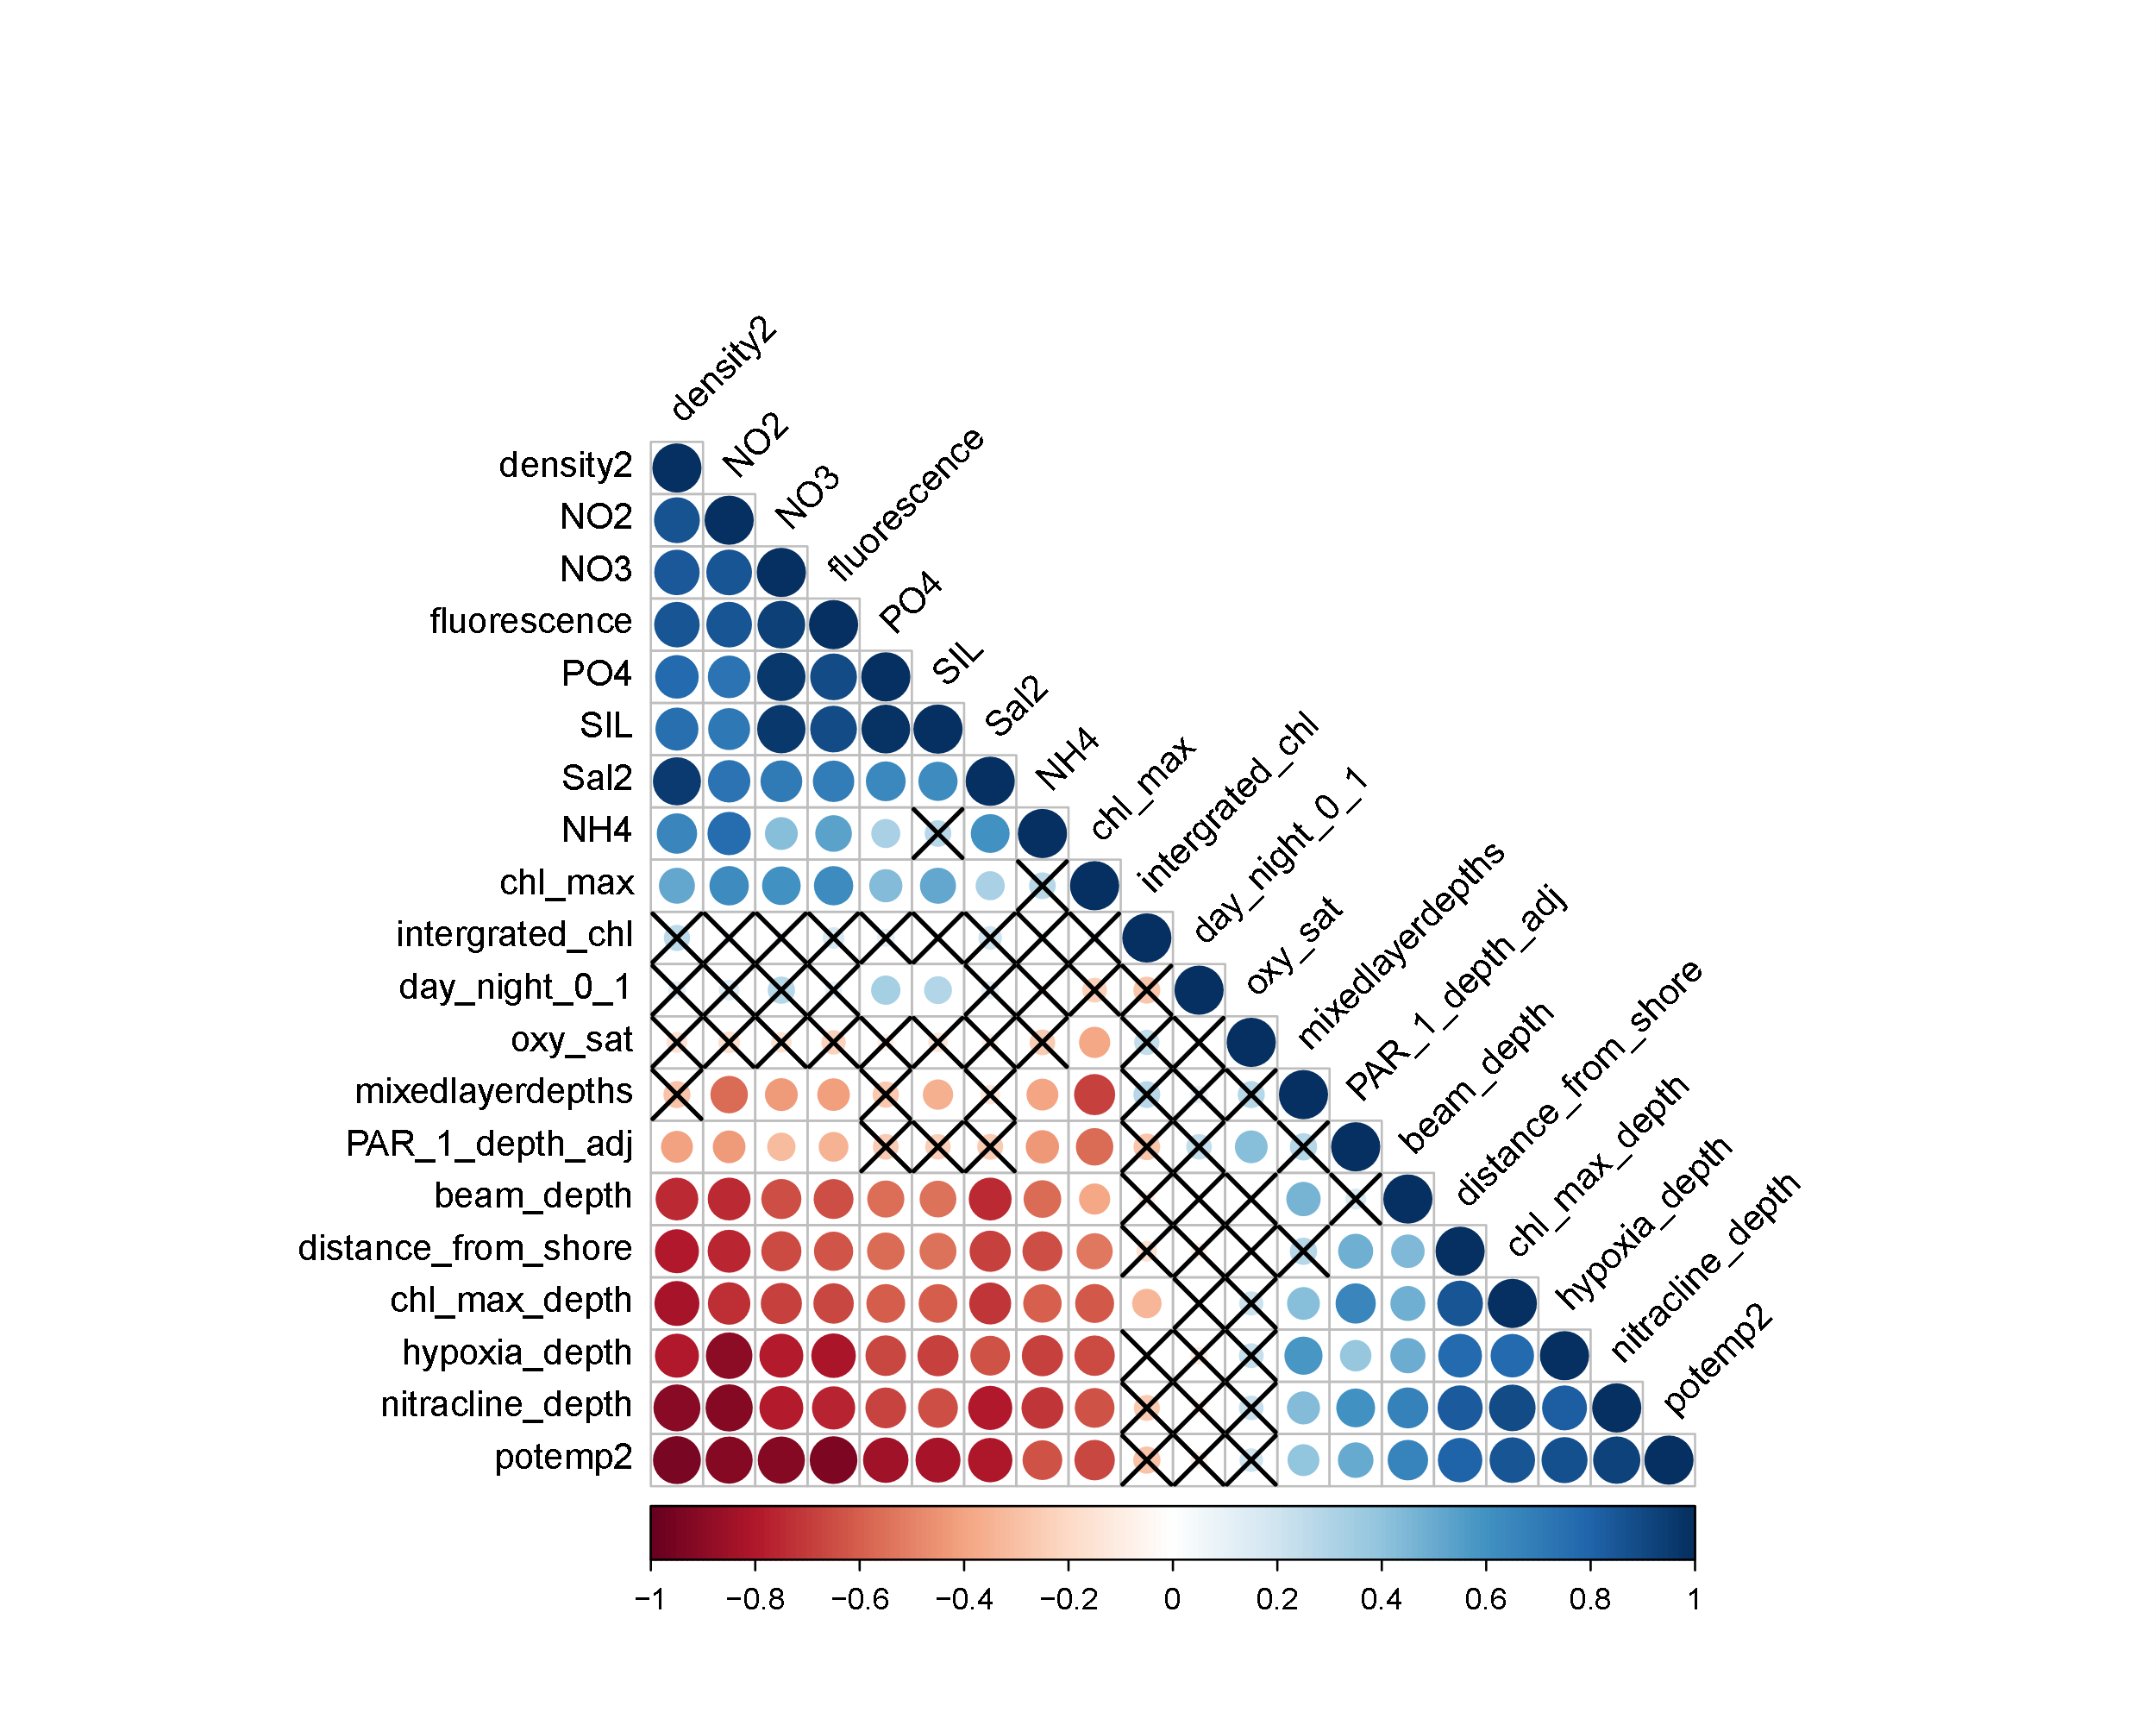 density2
NO2
NO3
fluorescence
PO4
SIL
Sal2
NH4
chl_max
intergrated_chl
day_night_0_1
oxy_sat
mixedlayerdepths
PAR_1_depth_adj
beam_depth
distance_from_shore
chl_max_depth
hypoxia_depth
nitracline_depth
potemp2
density2
NO2
NO3
fluorescence
PO4
SIL
Sal2
NH4
chl_max
intergrated_chl
day_night_0_1
oxy_sat
mixedlayerdepths
PAR_1_depth_adj
beam_depth
distance_from_shore
chl_max_depth
hypoxia_depth
nitracline_depth
potemp2
−1 −0.8 −0.6 −0.4 −0.2 0 0.2 0.4 0.6 0.8 1